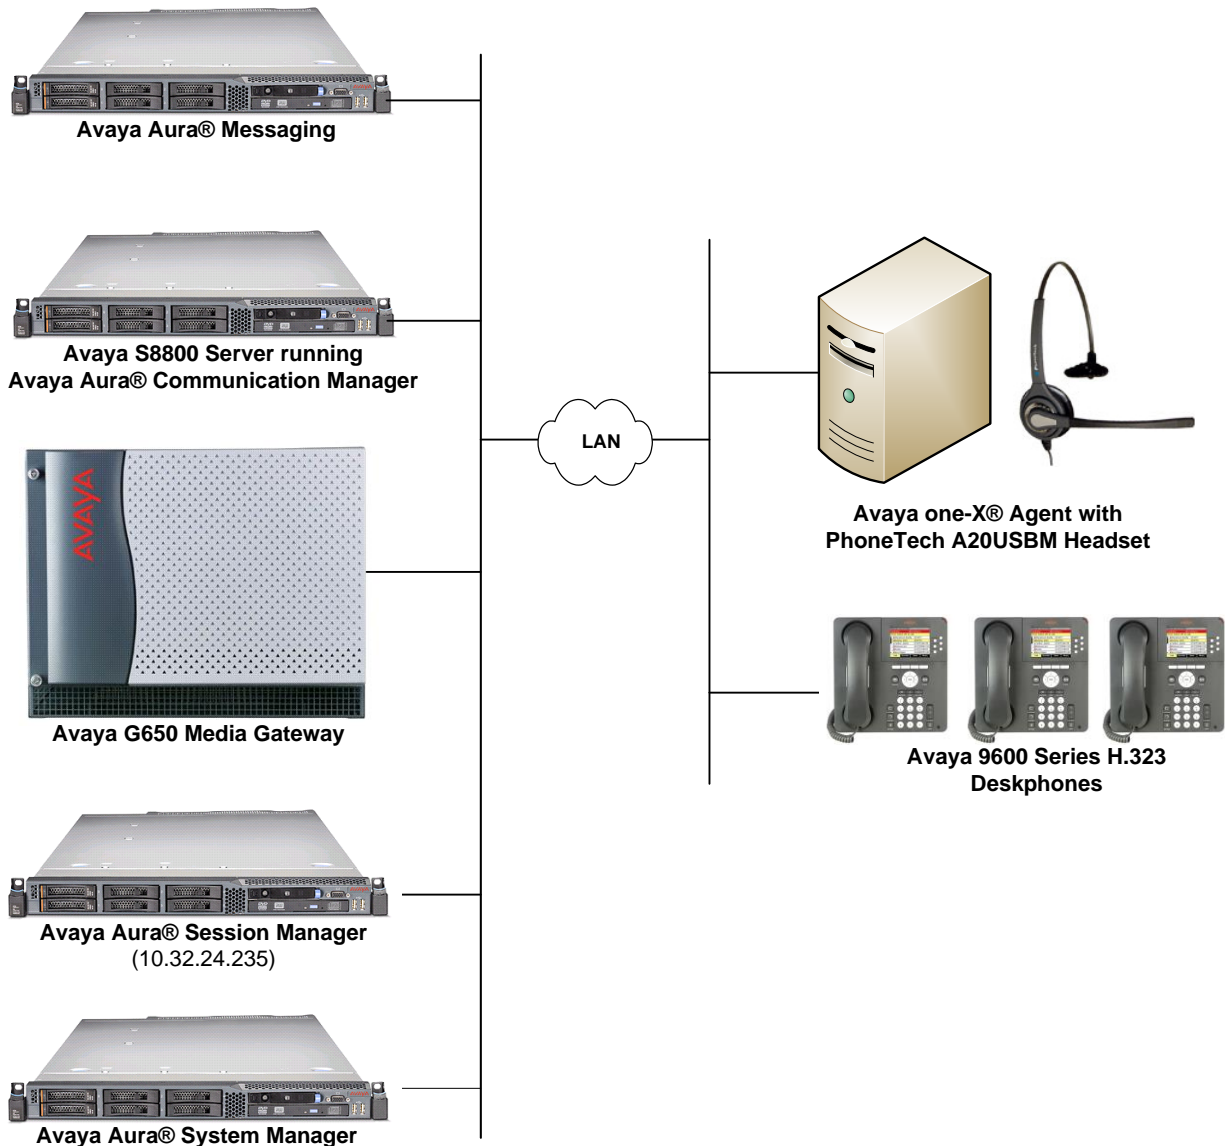 Avaya Aura® Messaging
Avaya S8800 Server running
Avaya Aura® Communication Manager
AVAYA
Avaya G650 Media Gateway
Avaya Aura® Session Manager
(10.32.24.235)
Avaya Aura® System Manager
LAN
Avaya one-X® Agent with
PhoneTech A20USBM Headset
Avaya 9600 Series H.323
Deskphones